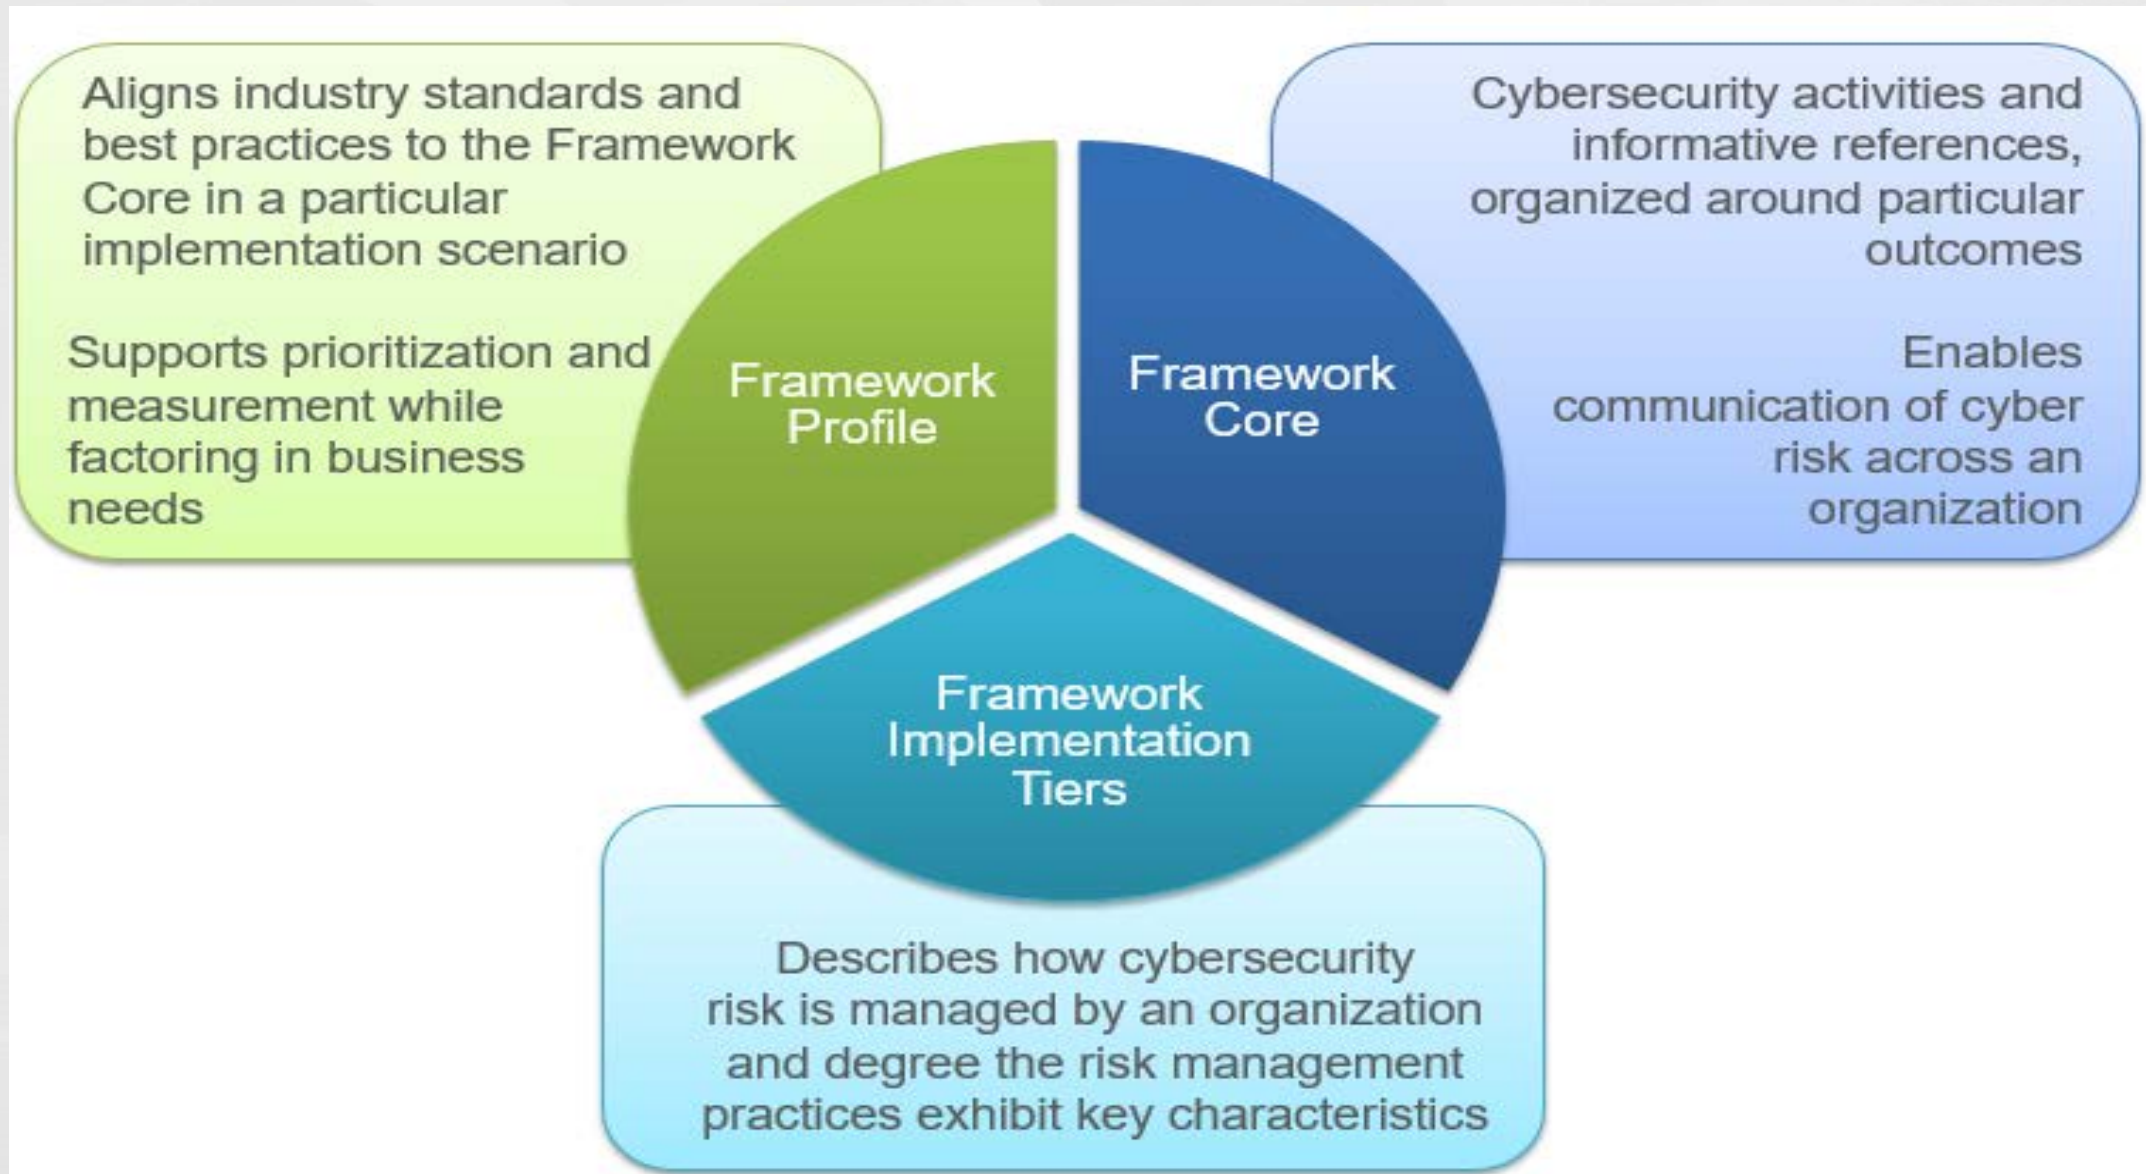 Aligns industry standards and
best practices to the Framework
Core in a particular
implementation scenario
Supports prioritization and
measurement while
factoring in business
needs
Framework
Profile
Framework
Core
Cybersecurity activities and
informative references,
organized around particular
outcomes
Enables
communication of cyber
risk across an
organization
Framework
Implementation
Tiers
Describes how cybersecurity
risk is managed by an organization
and degree the risk management
practices exhibit key characteristics